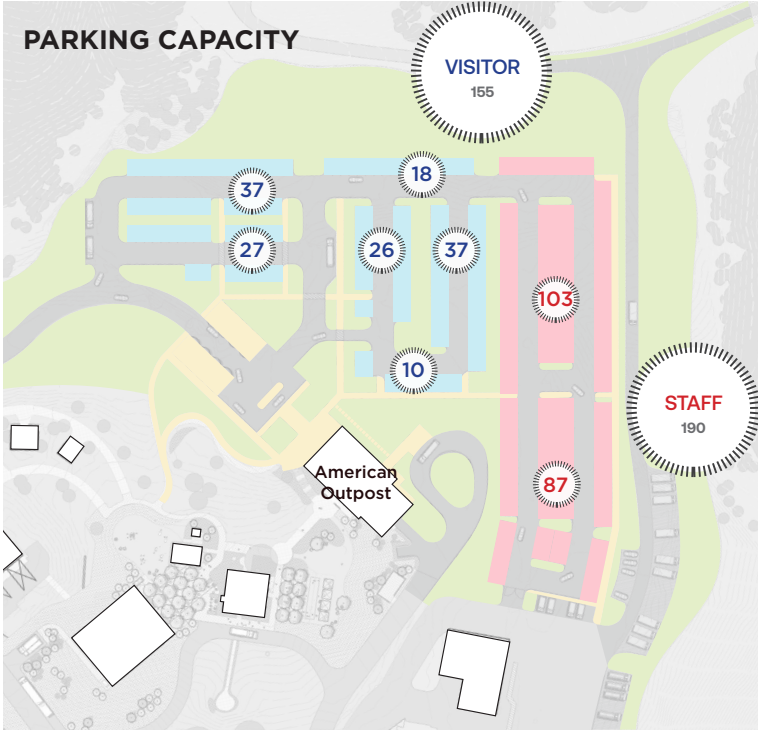 PARKING CAPACITY
VISITOR
155
37
18
27
26
37
103
10
STAFF
190
American
Outpost
87